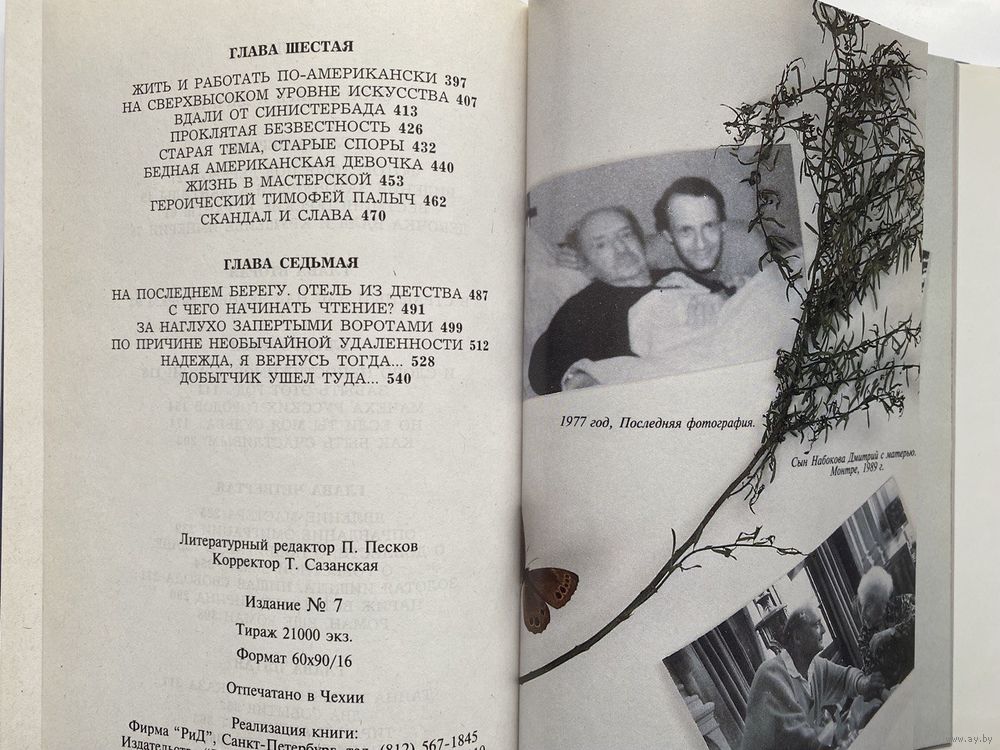 ГЛАВА ШЕСТАЯ
ЖИТЬ И РАБОТАТЬ ПО-АМЕРИКАНСКИ 397
НА СВЕРХВЫСОКОМ УРОВНЕ ИСКУССТВА 407
ВДАЛИ ОТ СИНИСТЕРБАДА 413
ПРОКЛЯТАЯ БЕЗВЕСТНОСТЬ 426
СТАРАЯ ТЕМА, СТАРЫЕ СПОРЫ 432
БЕДНАЯ АМЕРИКАНСКАЯ ДЕВОЧКА 440
ЖИЗНЬ В МАСТЕРСКОЙ 453
ГЕРОИЧЕСКИЙ ТИМОФЕЙ ПАЛЫЧ 462
СКАНДАЛ И СЛАВА 470
ГЛАВА СЕДЬМАЯ
НА ПОСЛЕДНЕМ БЕРЕГУ. ОТЕЛЬ ИЗ ДЕТСТВА 487
С ЧЕГО НАЧИНАТЬ ЧТЕНИЕ? 491
ЗА НАГЛУХО ЗАПЕРТЫМИ ВОРОТАМИ 499
ПО ПРИЧИНЕ НЕОБЫЧАЙНОЙ УДАЛЕННОСТИ 512
НАДЕЖДА, Я ВЕРНУСЬ ТОГДА... 528
ДОБЫТЧИК УШЕЛ ТУДА... 540
Литературный редактор П. Песков
Корректор Т. Сазанская
Издание № 7
Тираж 21000 экз.
Формат 60х90/16
Отпечатано в Чехии
Реализация книги:
Фирма "РиД", Санкт-Петербург, тел. (812) 567-1845
Издательство
1977 год, Последняя фотография.
Сын Набокова Дмитрий с матерью.
Монтре, 1989 г.
www.ay.by